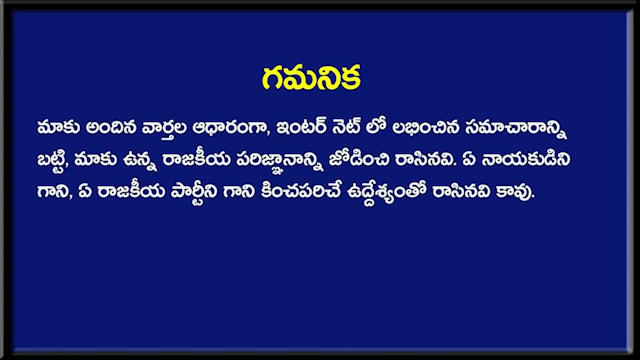 గమనిక
మాకు అందిన వార్తల ఆధారంగా, ఇంటర్ నెట్ లో లభించిన సమాచారాన్ని
బట్టి, మాకు ఉన్న రాజకీయ పరిజ్ఞానాన్ని జోడించి రాసినవి. ఏ నాయకుడిని
గాని, ఏ రాజకీయ పార్టీని గాని కించపరిచే ఉద్దేశ్యంతో రాసినవి కావు.